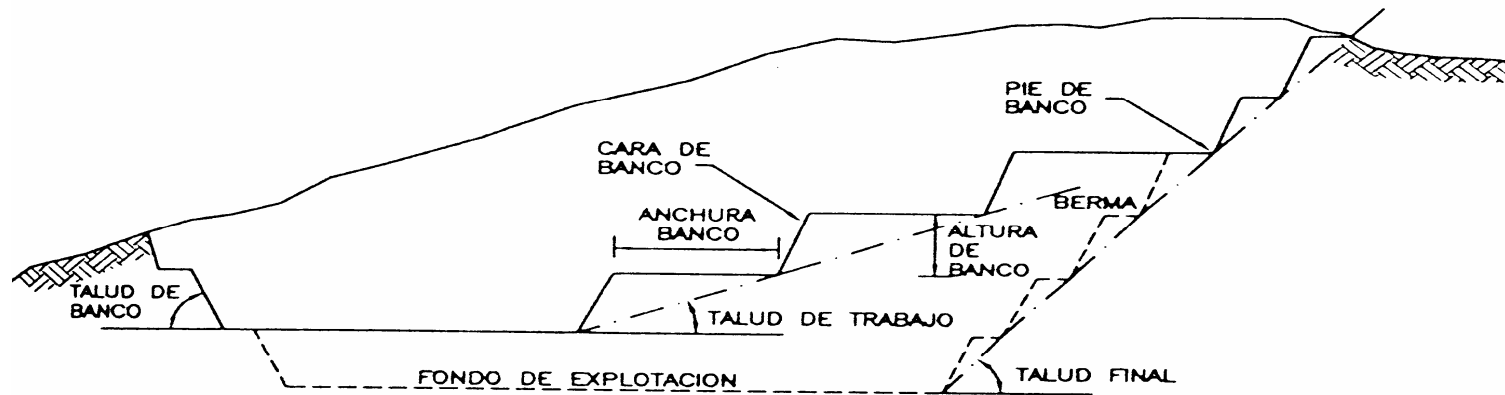 PIE DE
BANCO
CARA DE
BANCO
ANCHURA
BANCO
BERMA
ALTURA
DE
BANCO
TALUD DE
BANCO
TALUD DE TRABAJO
FONDO DE EXPLOTACION
TALUD FINAL